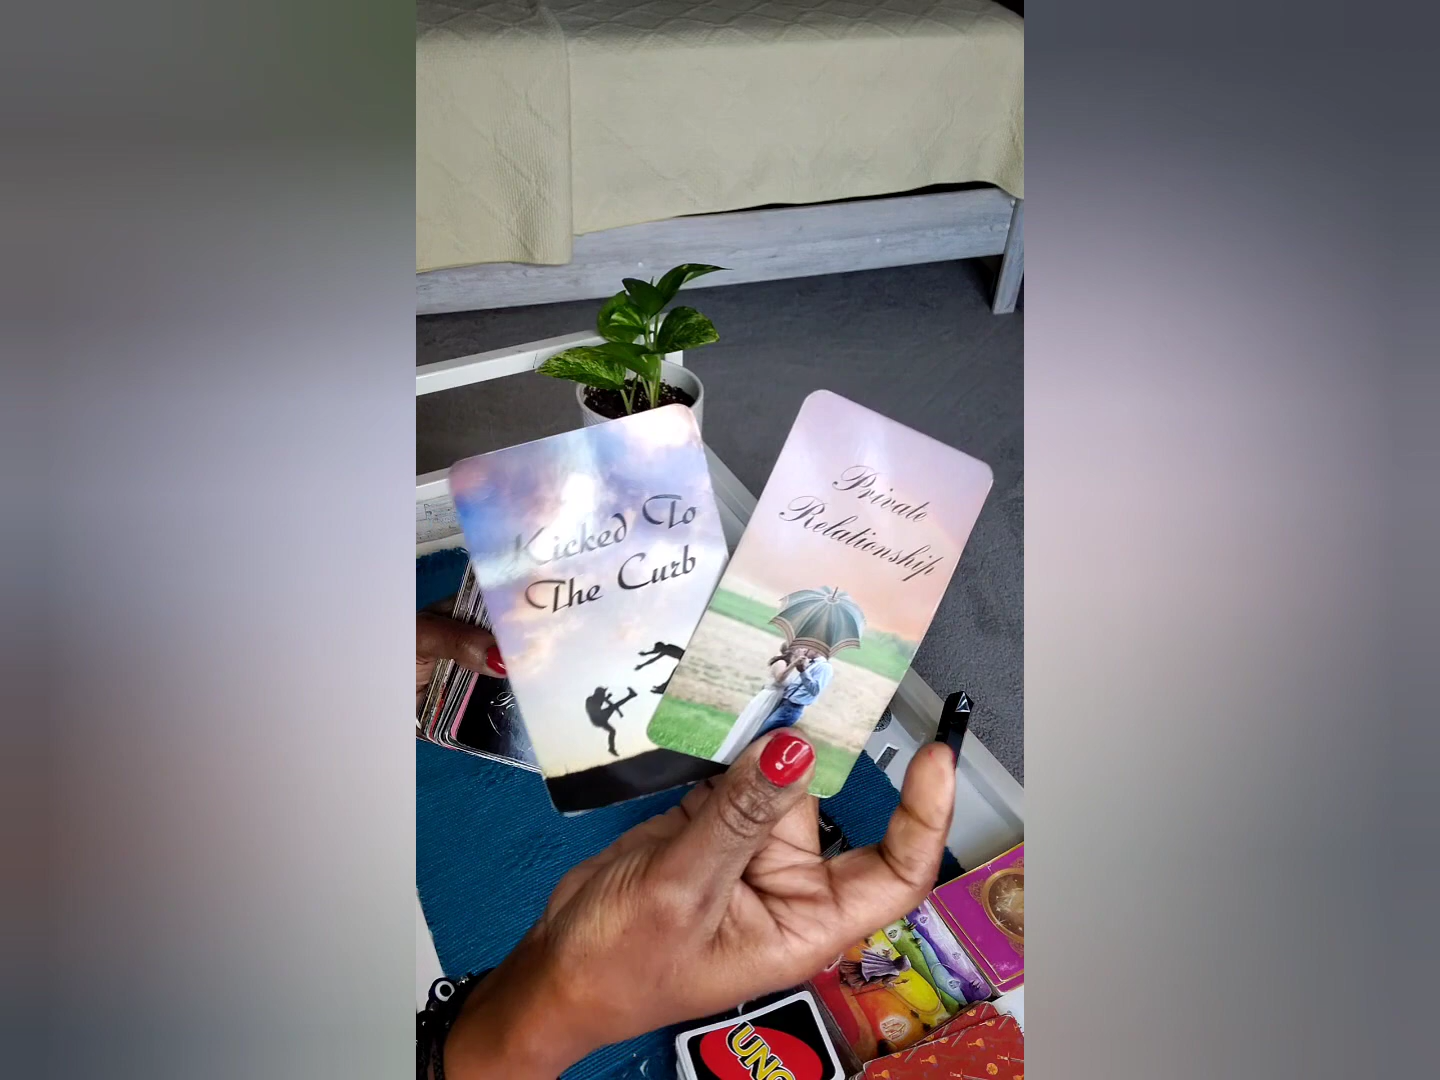 Kicked To
The Curb
Private
Relationship
UNO